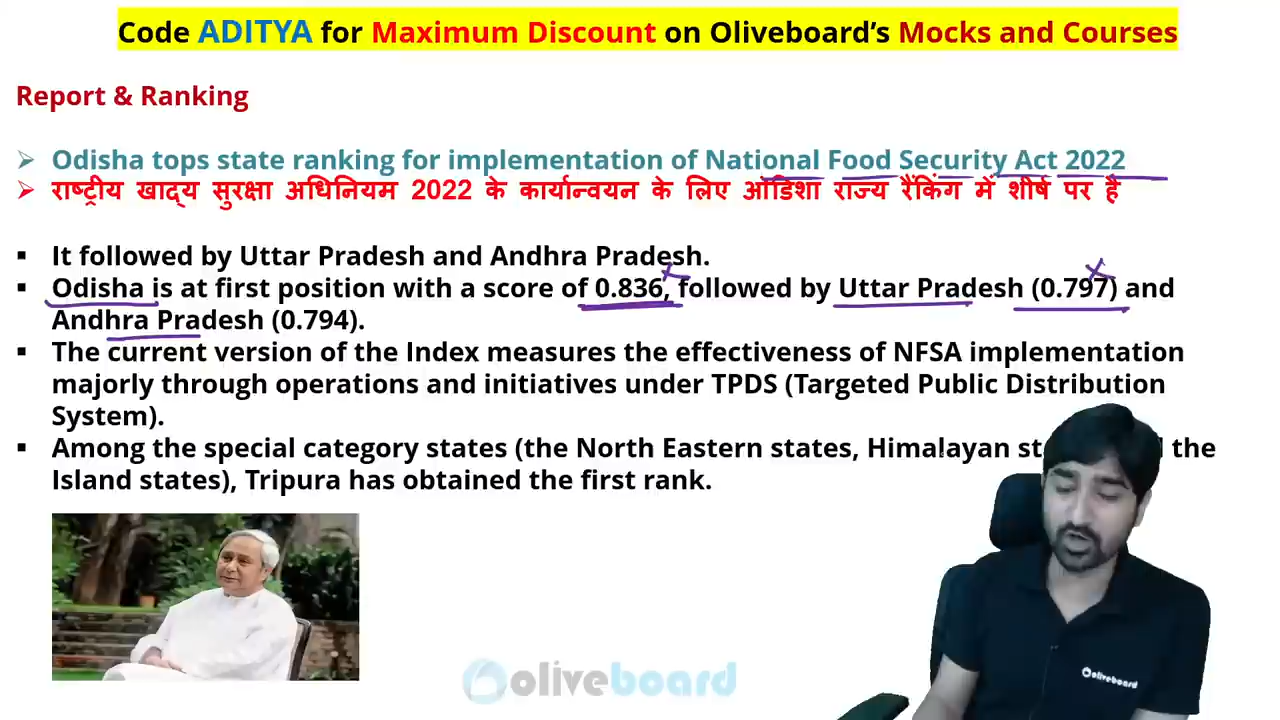 Code ADITYA for Maximum Discount on Oliveboard's Mocks and Courses
Report & Ranking
➢ Odisha tops state ranking for implementation of National Food Security Act 2022
➢ राष्ट्रीय खाद्य सुरक्षा अधिनियम 2022 के कार्यान्वयन के लिए ओडिशा राज्य रैंकिंग में शीर्ष पर है
▪ It followed by Uttar Pradesh and Andhra Pradesh.
▪ Odisha is at first position with a score of 0.836, followed by Uttar Pradesh (0.797) and
Andhra Pradesh (0.794).
▪ The current version of the Index measures the effectiveness of NFSA implementation
majorly through operations and initiatives under TPDS (Targeted Public Distribution
System).
▪ Among the special category states (the North Eastern states, Himalayan the
Island states), Tripura has obtained the first rank.
oliveboard
oliveboard